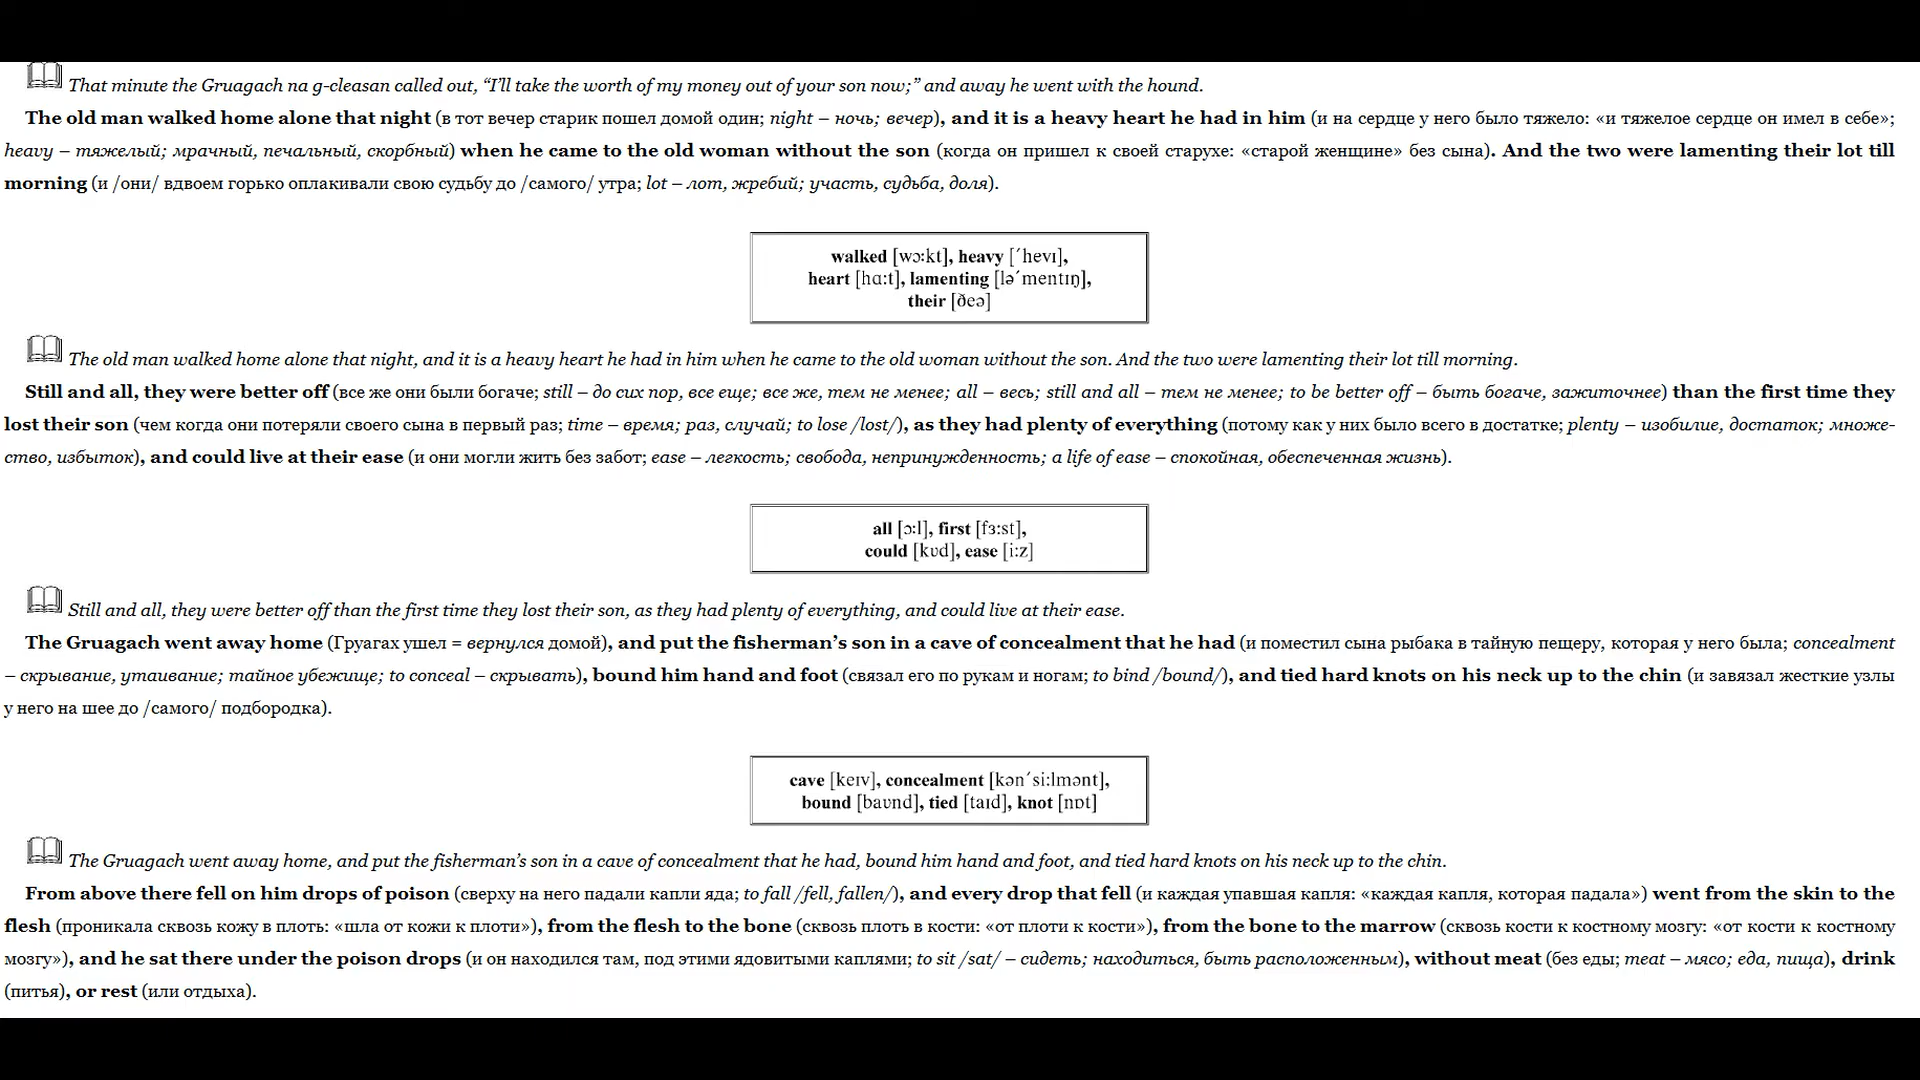 That minute the Gruagach na g-cleasan called out, “I’ll take the worth of my money out of your son now;” and away he went with the hound.
The old man walked home alone that night (в тот вечер старик пошел домой один; night – ночь; вечер), and it is a heavy heart he had in him (и на сердце у него было тяжело: «и тяжелое сердце он имел в себе»;
heavy – тяжелый; мрачный, печальный, скорбный) when he came to the old woman without the son (когда он пришел к своей старухе: «старой женщине» без сына). And the two were lamenting their lot till
morning (и /они/ вдвоем горько оплакивали свою судьбу до /самого/ утра; lot – лот, жребий; участь, судьба, доля).
walked [wɔ:kt], heavy [ˊhevɪ],
heart [hɑ:t], lamenting [ləˊmentɪŋ],
their [ðeə]
The old man walked home alone that night, and it is a heavy heart he had in him when he came to the old woman without the son. And the two were lamenting their lot till morning.
Still and all, they were better off (все же они были богаче; still – до сих пор, все еще; все же, тем не менее; all – весь; still and all – тем не менее; to be better off – быть богаче, зажиточнее) than the first time they
lost their son (чем когда они потеряли своего сына в первый раз; time – время; раз, случай; to lose /lost/), as they had plenty of everything (потому как у них было всего в достатке; plenty – изобилие, достаток; множе-
ство, избыток), and could live at their ease (и они могли жить без забот; ease – легкость; свобода, непринужденность; a life of ease – спокойная, обеспеченная жизнь).
all [ɔ:l], first [fɜ:st],
could [kʊd], ease [i:z]
Still and all, they were better off than the first time they lost their son, as they had plenty of everything, and could live at their ease.
The Gruagach went away home (Груагах ушел = вернулся домой), and put the fisherman’s son in a cave of concealment that he had (и поместил сына рыбака в тайную пещеру, которая у него была; concealment
– скрывание, утаивание; тайное убежище; to conceal – скрывать), bound him hand and foot (связал его по рукам и ногам; to bind /bound/), and tied hard knots on his neck up to the chin (и завязал жесткие узлы
у него на шее до /самого/ подбородка).
cave [keɪv], concealment [kənˊsi:lmənt],
bound [baʊnd], tied [taɪd], knot [nɒt]
The Gruagach went away home, and put the fisherman’s son in a cave of concealment that he had, bound him hand and foot, and tied hard knots on his neck up to the chin.
From above there fell on him drops of poison (сверху на него падали капли яда; to fall /fell, fallen/), and every drop that fell (и каждая упавшая капля: «каждая капля, которая падала») went from the skin to the
flesh (проникала сквозь кожу в плоть: «шла от кожи к плоти»), from the flesh to the bone (сквозь плоть в кости: «от плоти к кости»), from the bone to the marrow (сквозь кости к костному мозгу: «от кости к костному
мозгу»), and he sat there under the poison drops (и он находился там, под этими ядовитыми каплями; to sit /sat/ – сидеть; находиться, быть расположенным), without meat (без еды; meat – мясо; еда, пища), drink
(питья), or rest (или отдыха).